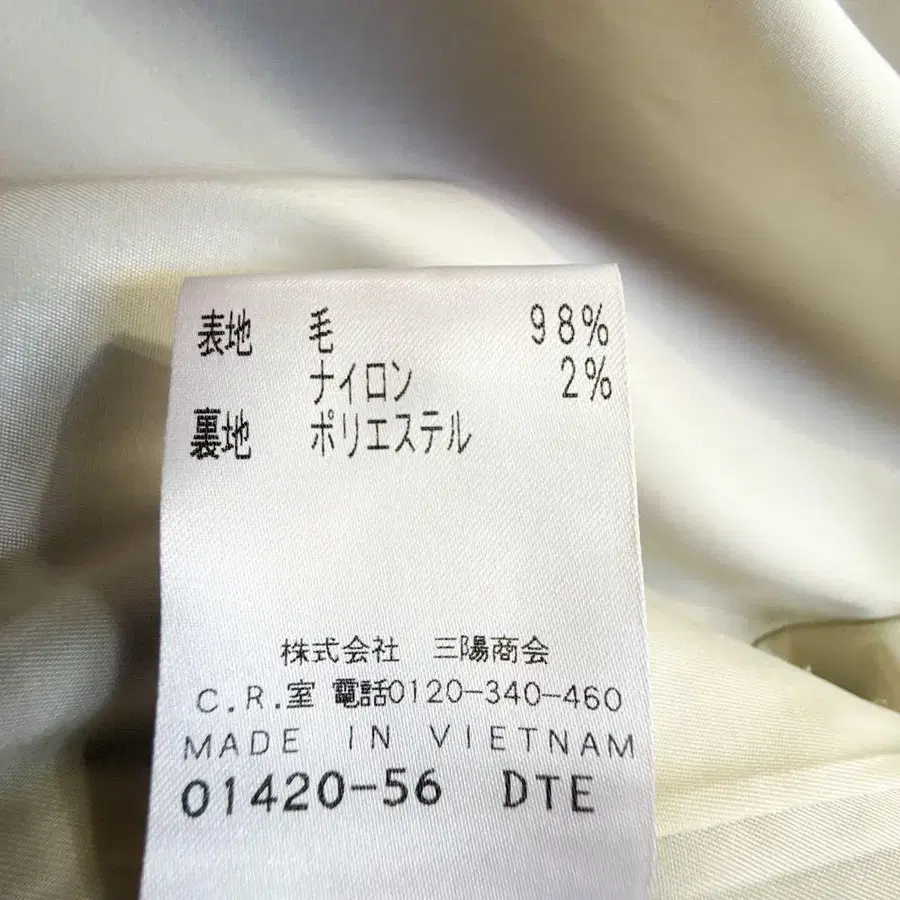 表地 毛 98%
ナイロン 2%
裏地 ポリエステル
株式会社 三陽商会
C.R.室 電話0120-340-460
MADE IN VIETNAM
01420-56 DTE